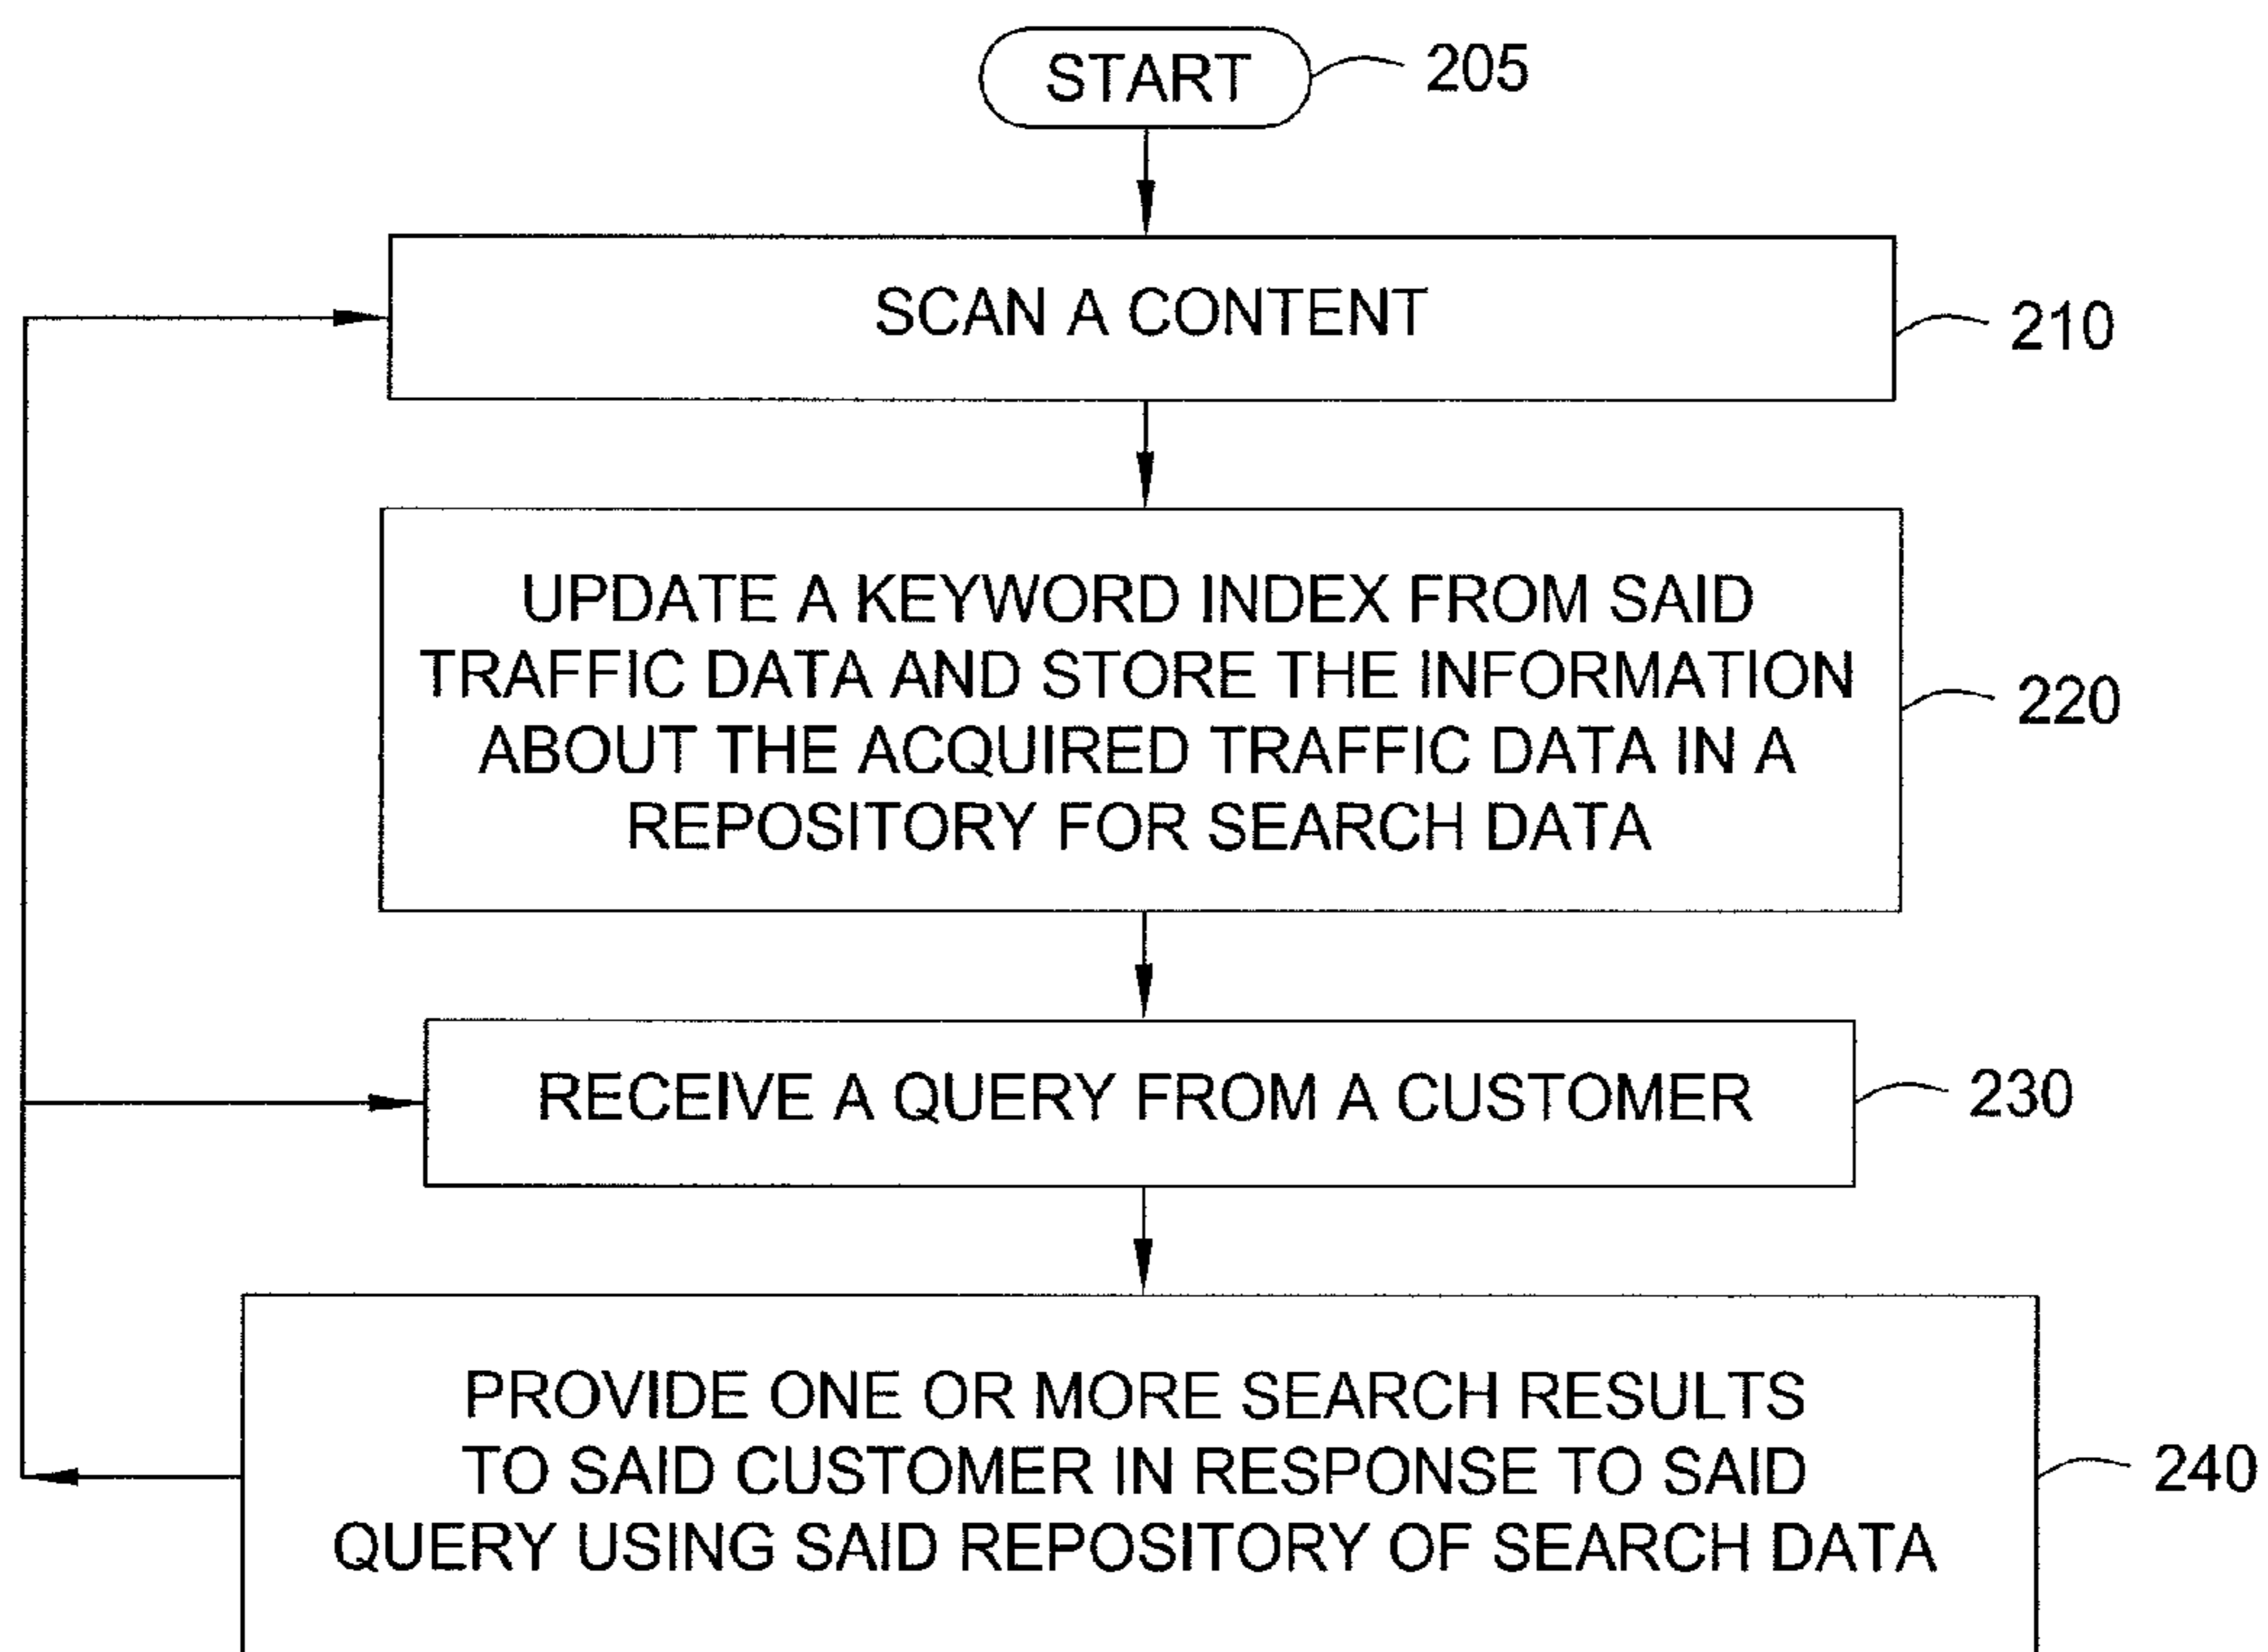 START
205
SCAN A CONTENT
210
UPDATE A KEYWORD INDEX FROM SAID
TRAFFIC DATA AND STORE THE INFORMATION
ABOUT THE ACQUIRED TRAFFIC DATA IN A
REPOSITORY FOR SEARCH DATA
220
RECEIVE A QUERY FROM A CUSTOMER
230
PROVIDE ONE OR MORE SEARCH RESULTS
TO SAID CUSTOMER IN RESPONSE TO SAID
QUERY USING SAID REPOSITORY OF SEARCH DATA
240